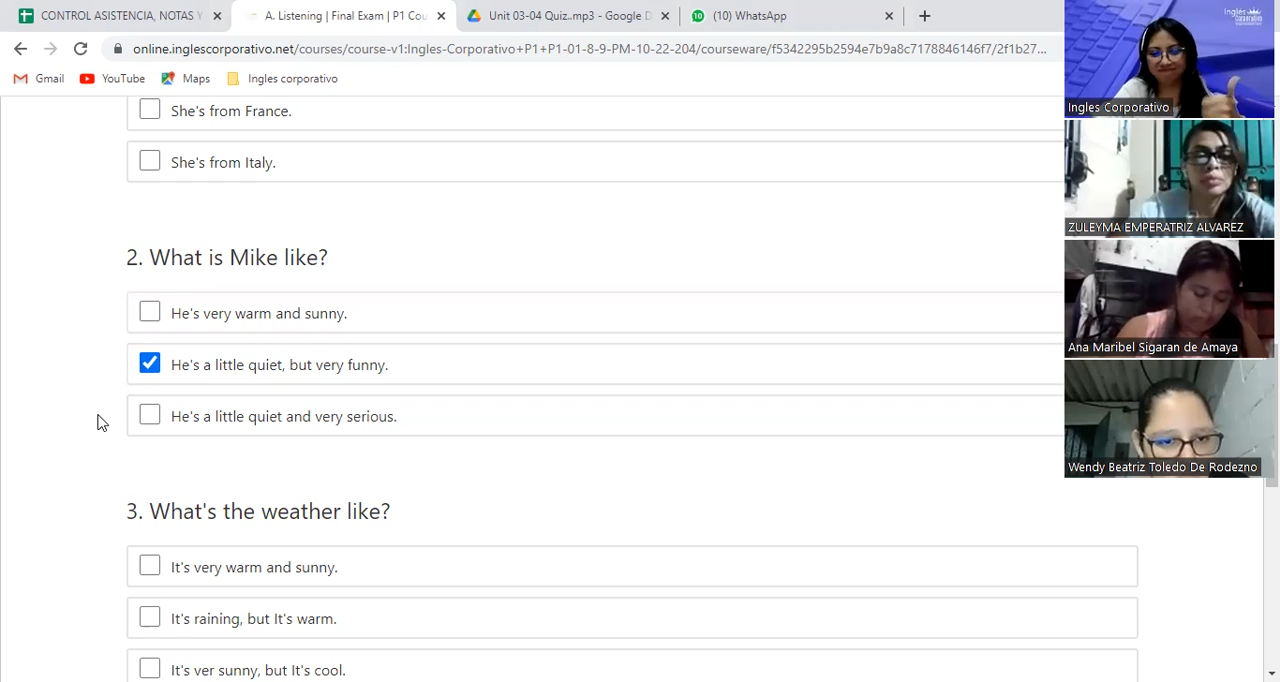 CONTROL ASISTENCIA, NOTAS Y
A. Listening | Final Exam | P1 Cou
Unit 03-04 Quiz..mp3 - Google D
(10) WhatsApp
online.inglescorporativo.net/courses/course-v1:Ingles-Corporativo+P1+P1-01-8-9-PM-10-22-204/courseware/f5342295b2594e7b9a8c7178846146f7/2f1b27...
Gmail
YouTube
Maps
Ingles corporativo
She's from France.
She's from Italy.
2. What is Mike like?
He's very warm and sunny.
He's a little quiet, but very funny.
He's a little quiet and very serious.
3. What's the weather like?
It's very warm and sunny.
It's raining, but It's warm.
It's ver sunny, but It's cool.
Inglés
Corporativo
Ingles Corporativo
ZULEYMA EMPERATRIZ ALVAREZ
Ana Maribel Sigaran de Amaya
Wendy Beatriz Toledo De Rodezno